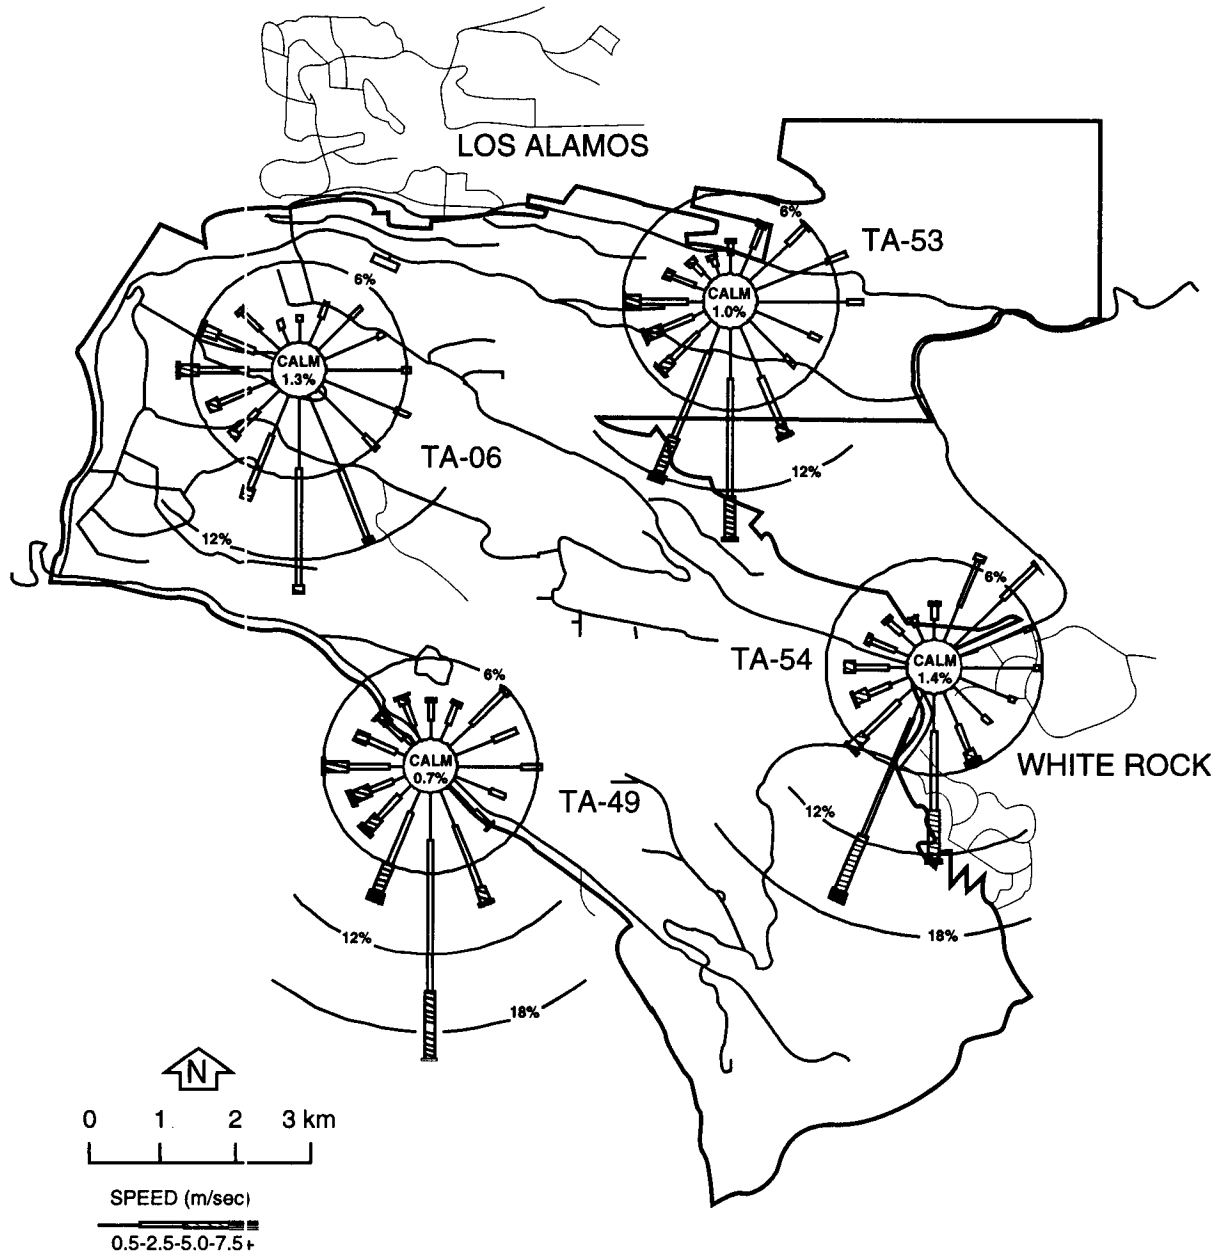 LOS ALAMOS
6%
TA-53
CALM
1.0%
6%
CALM
1.3%
TA-06
12%
12%
6%
TA-54
CALM
1.4%
6%
WHITE ROCK
CALM
0.7%
TA-49
12%
12%
18%
18%
N
0 1 2 3 km
SPEED (m/sec)
0.5-2.5-5.0-7.5+